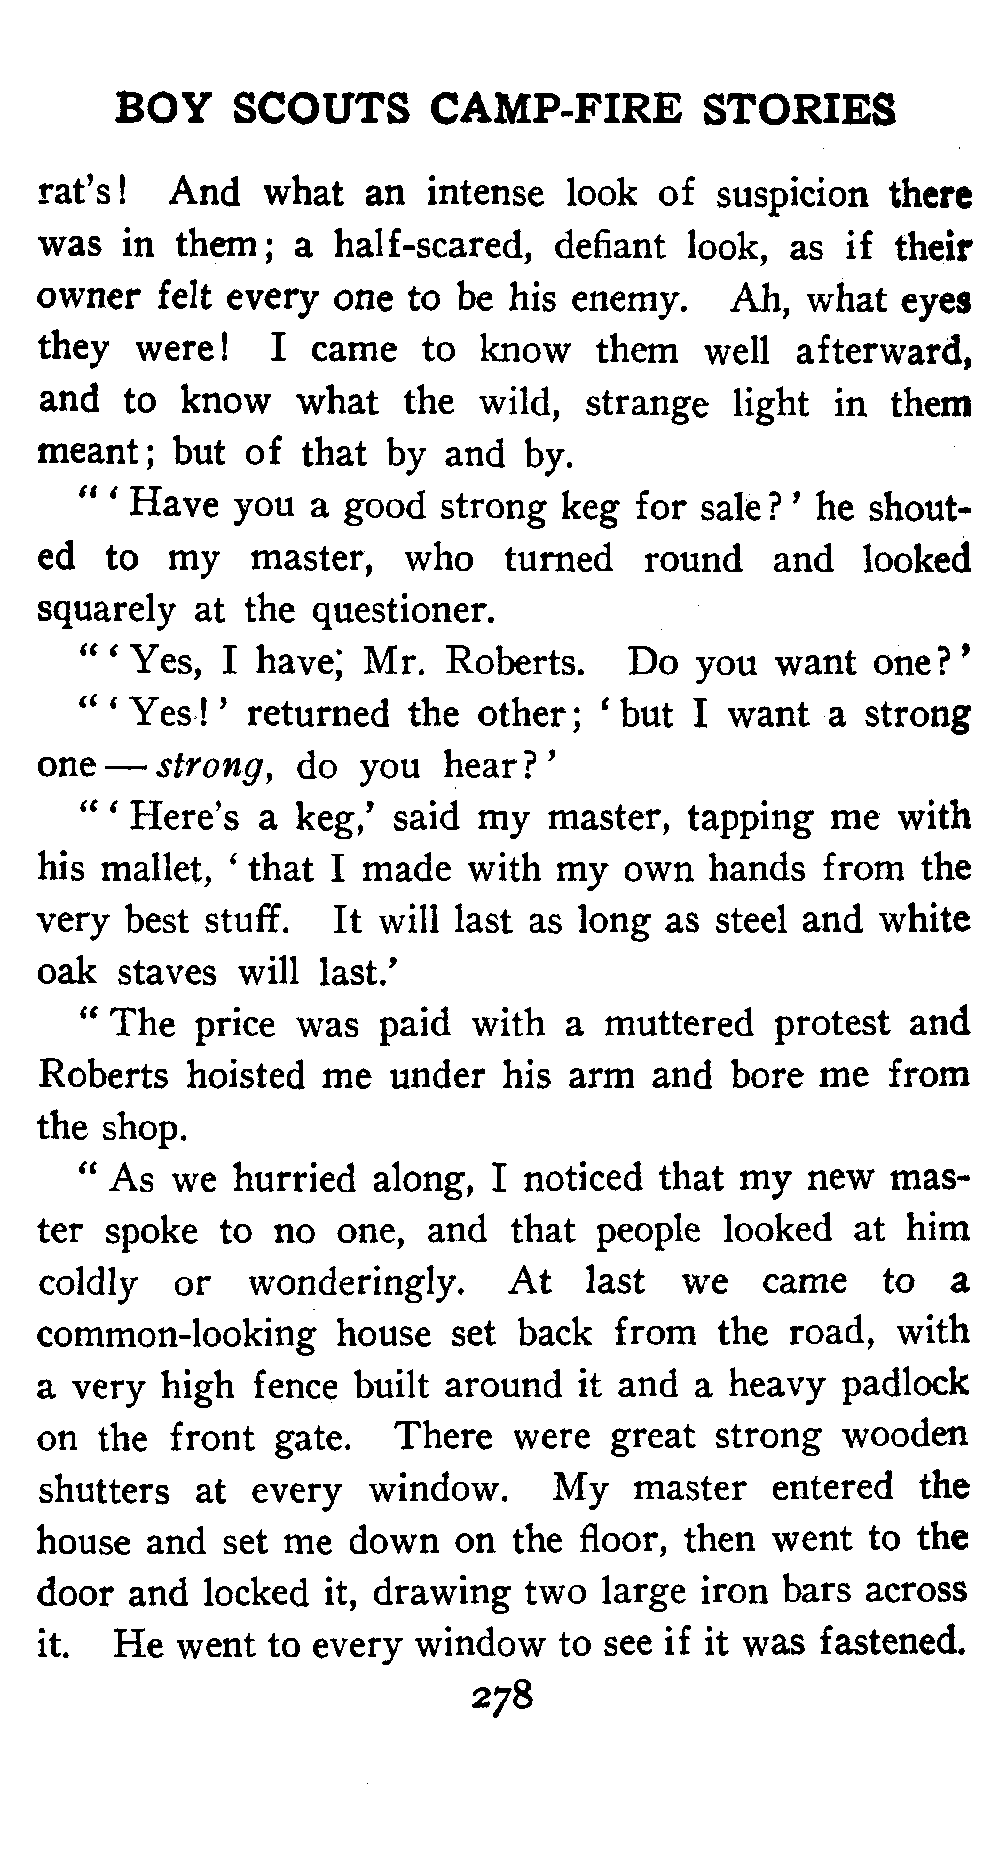 BOY SCOUTS CAMP-FIRE STORIES
rat's! And what an intense look of suspicion there
was in them; a half-scared, defiant look, as if their
owner felt every one to be his enemy. Ah, what eyes
they were! I came to know them well afterward,
and to know what the wild, strange light in them
meant; but of that by and by.
“‘Have you a good strong keg for sale?’ he shout-
ed to my master, who turned round and looked
squarely at the questioner.
“‘Yes, I have, Mr. Roberts. Do you want one?’
“‘Yes!’ returned the other; ‘but I want a strong
one — strong, do you hear?’
“‘Here's a keg,’ said my master, tapping me with
his mallet, ‘that I made with my own hands from the
very best stuff. It will last as long as steel and white
oak staves will last.’
“The price was paid with a muttered protest and
Roberts hoisted me under his arm and bore me from
the shop.
“As we hurried along, I noticed that my new mas-
ter spoke to no one, and that people looked at him
coldly or wonderingly. At last we came to a
common-looking house set back from the road, with
a very high fence built around it and a heavy padlock
on the front gate. There were great strong wooden
shutters at every window. My master entered the
house and set me down on the floor, then went to the
door and locked it, drawing two large iron bars across
it. He went to every window to see if it was fastened.
278